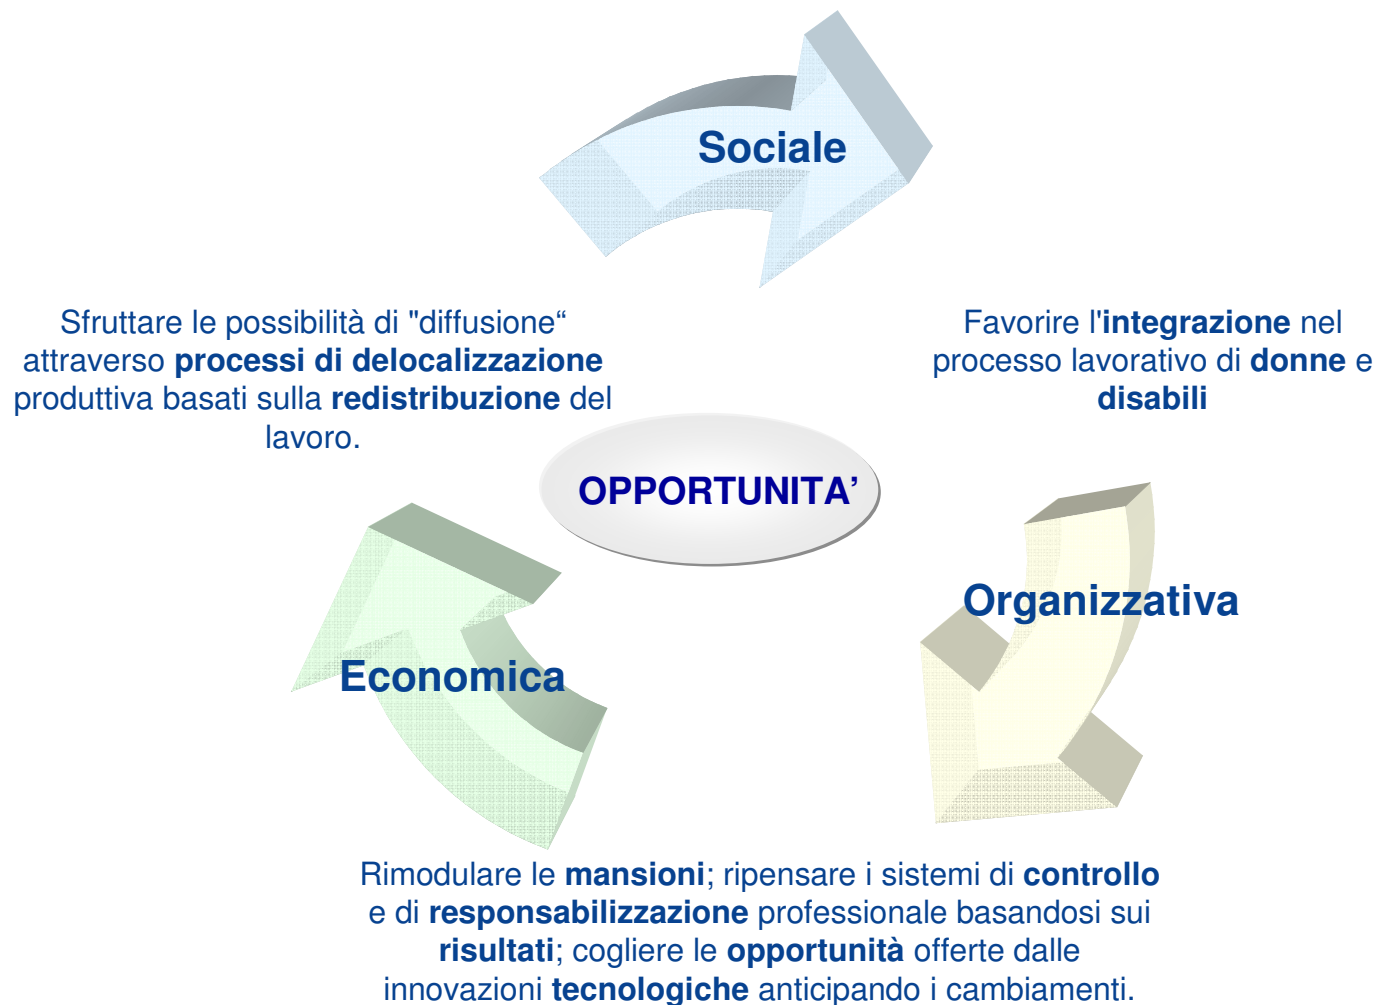 Sociale
Sfruttare le possibilità di "diffusione“
attraverso processi di delocalizzazione
produttiva basati sulla redistribuzione del
lavoro.
Favorire l'integrazione nel
processo lavorativo di donne e
disabili
OPPORTUNITA’
Organizzativa
Economica
Rimodulare le mansioni; ripensare i sistemi di controllo
e di responsabilizzazione professionale basandosi sui
risultati; cogliere le opportunità offerte dalle
innovazioni tecnologiche anticipando i cambiamenti.